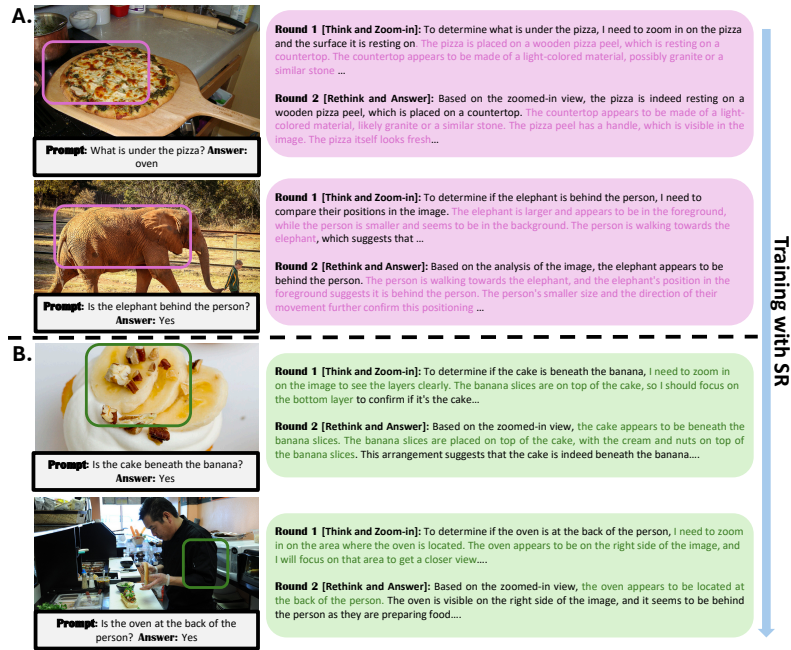 A.
Prompt: What is under the pizza? Answer:
oven
Round 1 [Think and Zoom-in]: To determine what is under the pizza, I need to zoom in on the pizza
and the surface it is resting on. The pizza is placed on a wooden pizza peel, which is resting on a
countertop. The countertop appears to be made of a light-colored material, possibly granite or a
similar stone ...
Round 2 [Rethink and Answer]: Based on the zoomed-in view, the pizza is indeed resting on a
wooden pizza peel, which is placed on a countertop. The countertop appears to be made of a light-
colored material, likely granite or a similar stone. The pizza peel has a handle, which is visible in the
image. The pizza itself looks fresh...
Prompt: Is the elephant behind the person?
Answer: Yes
Round 1 [Think and Zoom-in]: To determine if the elephant is behind the person, I need to
compare their positions in the image. The elephant is larger and appears to be in the foreground,
while the person is smaller and seems to be in the background. The person is walking towards the
elephant, which suggests that ...
Round 2 [Rethink and Answer]: Based on the analysis of the image, the elephant appears to be
behind the person. The person is walking towards the elephant, and the elephant's position in the
foreground suggests it is behind the person. The person's smaller size and the direction of their
movement further confirm this positioning ...
B.
Prompt: Is the cake beneath the banana?
Answer: Yes
Round 1 [Think and Zoom-in]: To determine if the cake is beneath the banana, I need to zoom in
on the image to see the layers clearly. The banana slices are on top of the cake, so I should focus on
the bottom layer to confirm if it's the cake...
Round 2 [Rethink and Answer]: Based on the zoomed-in view, the cake appears to be beneath the
banana slices. The banana slices are placed on top of the cake, with the cream and nuts on top of
the banana slices. This arrangement suggests that the cake is indeed beneath the banana....
Prompt: Is the oven at the back of the
person? Answer: Yes
Round 1 [Think and Zoom-in]: To determine if the oven is at the back of the person, I need to zoom
in on the area where the oven is located. The oven appears to be on the right side of the image, and
I will focus on that area to get a closer view....
Round 2 [Rethink and Answer]: Based on the zoomed-in view, the oven appears to be located at
the back of the person. The oven is visible on the right side of the image, and it seems to be behind
the person as they are preparing food....
Training with SR